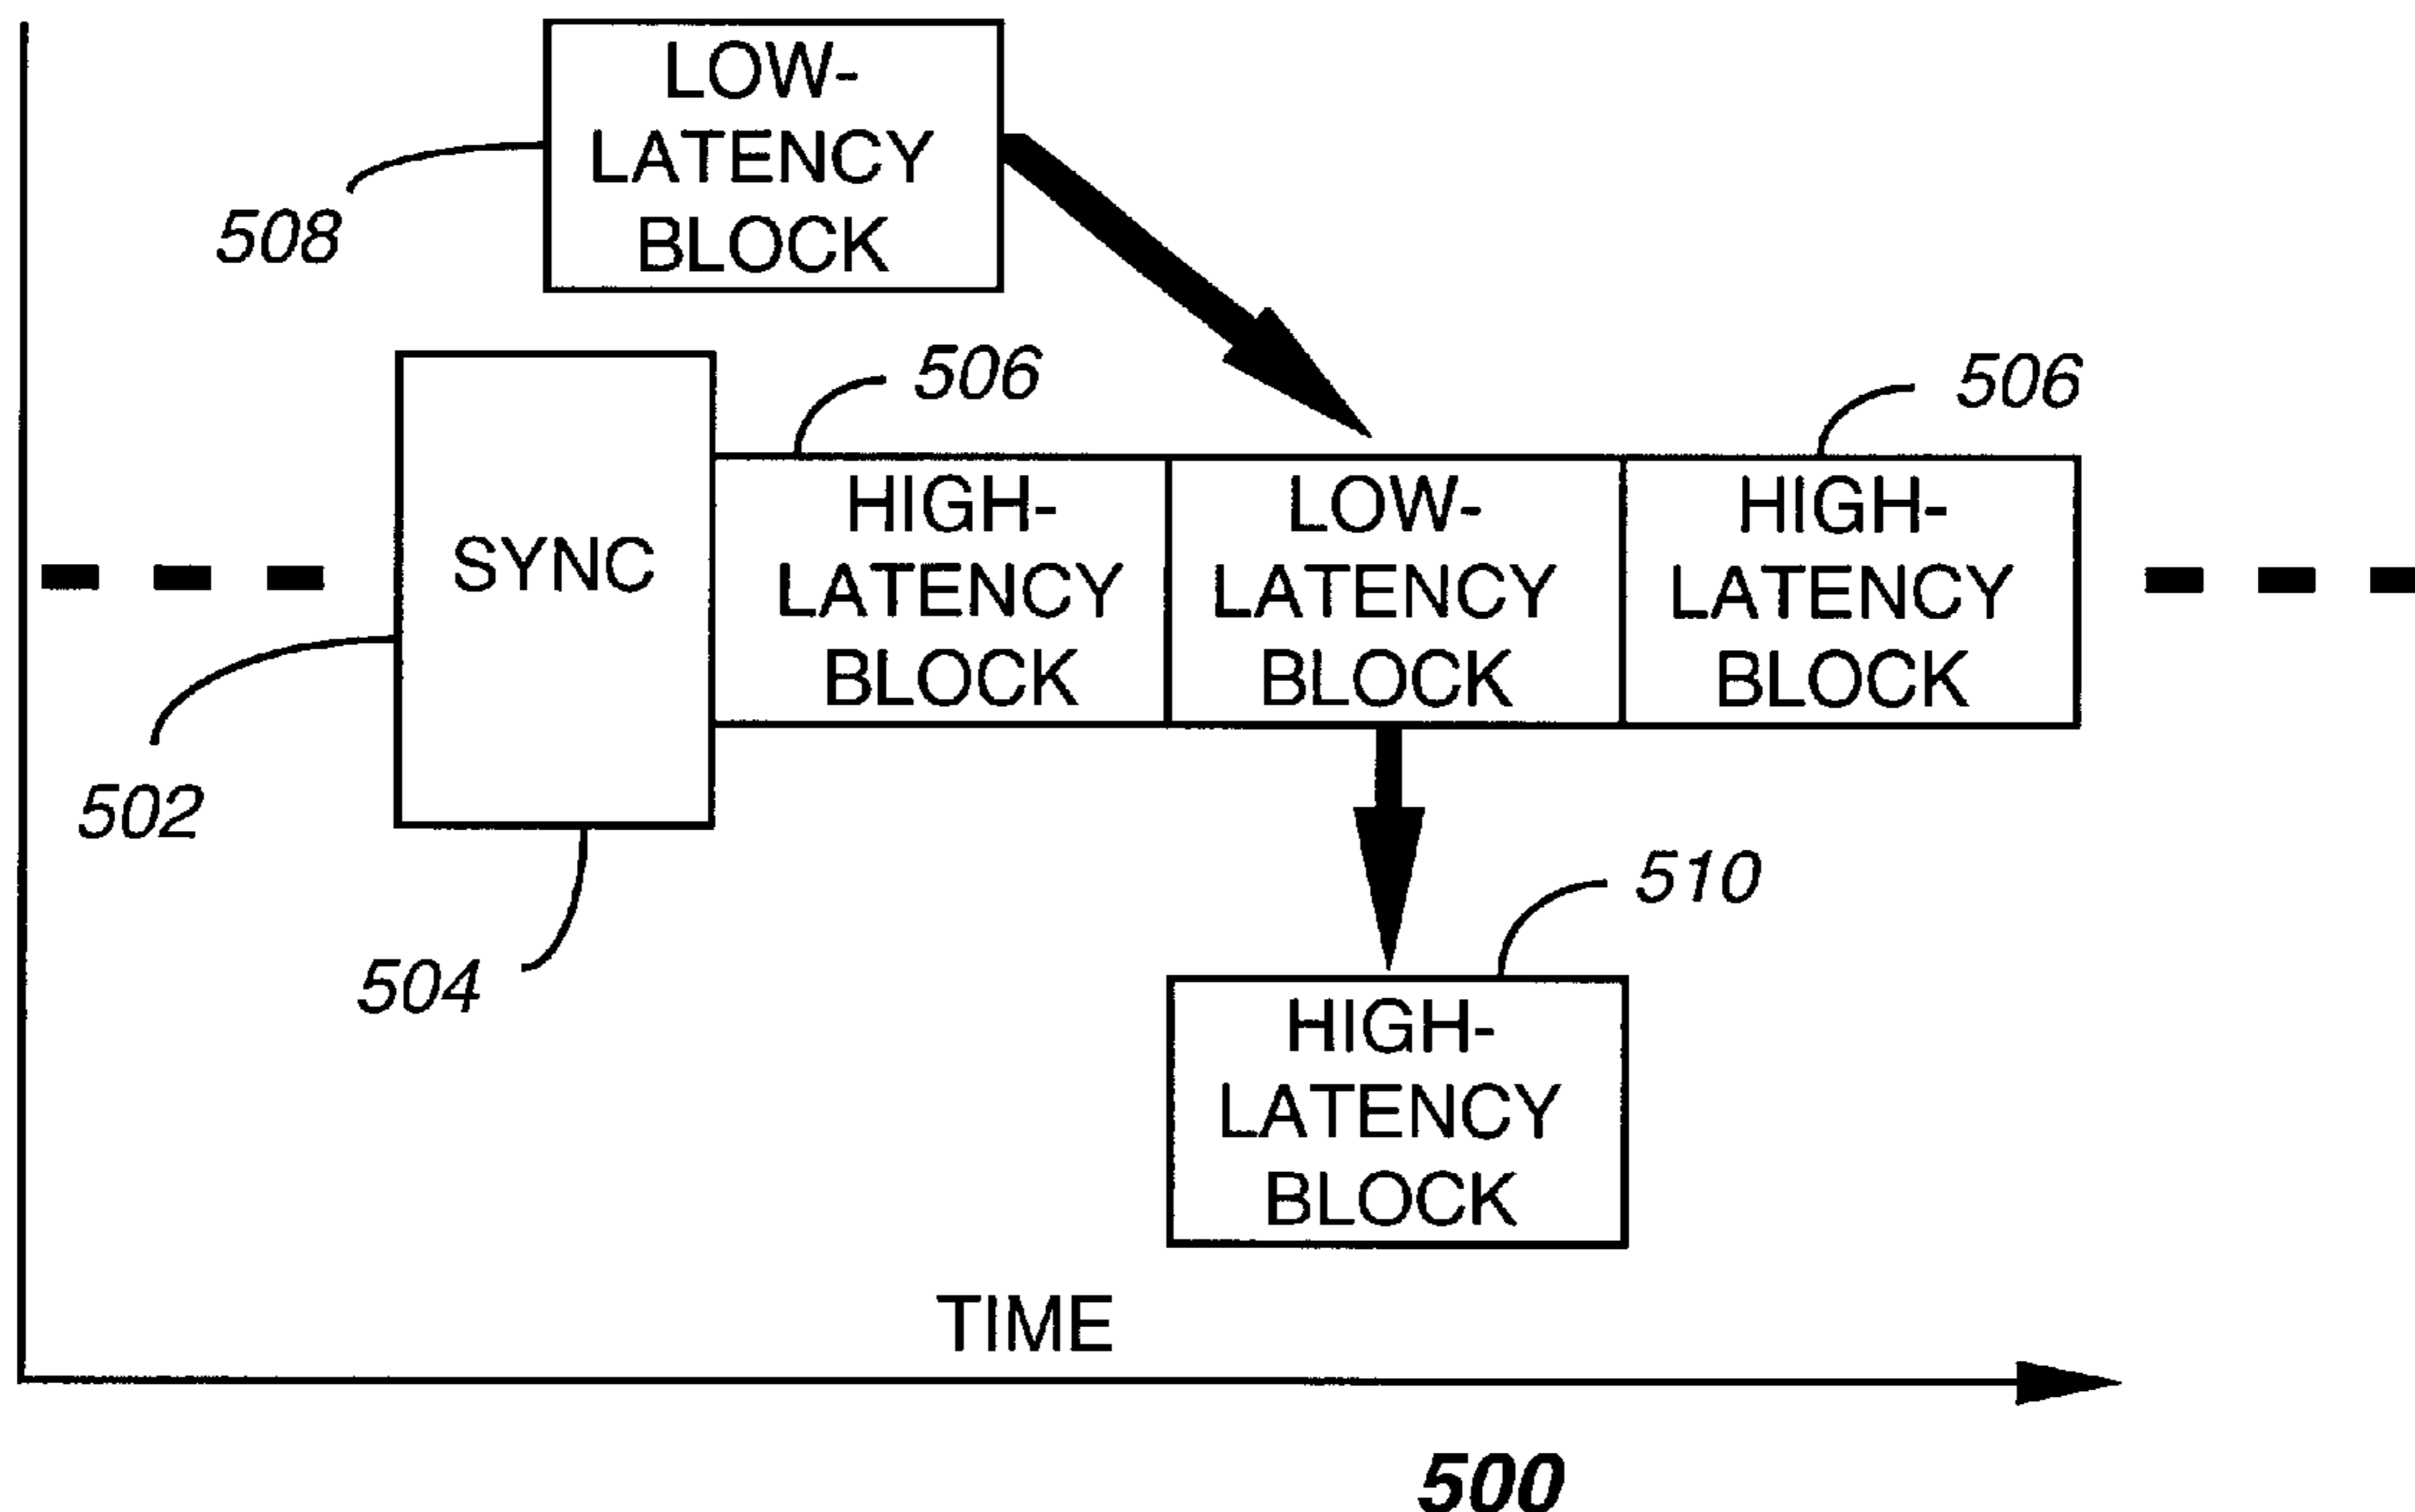 LOW-
LATENCY
BLOCK
508
506
506
SYNC
HIGH-
LATENCY
BLOCK
LOW-
LATENCY
BLOCK
HIGH-
LATENCY
BLOCK
502
504
510
HIGH-
LATENCY
BLOCK
TIME
500